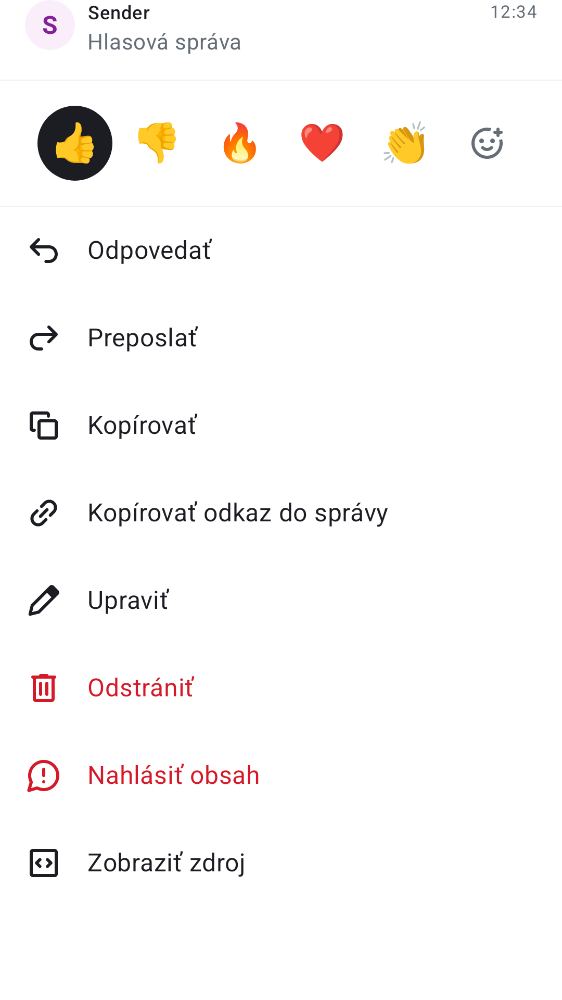 S
Sender
12:34
Hlasová správa
Odpovedať
Preposlať
Kopírovať
Kopírovať odkaz do správy
Upraviť
Odstrániť
Nahlásiť obsah
Zobraziť zdroj